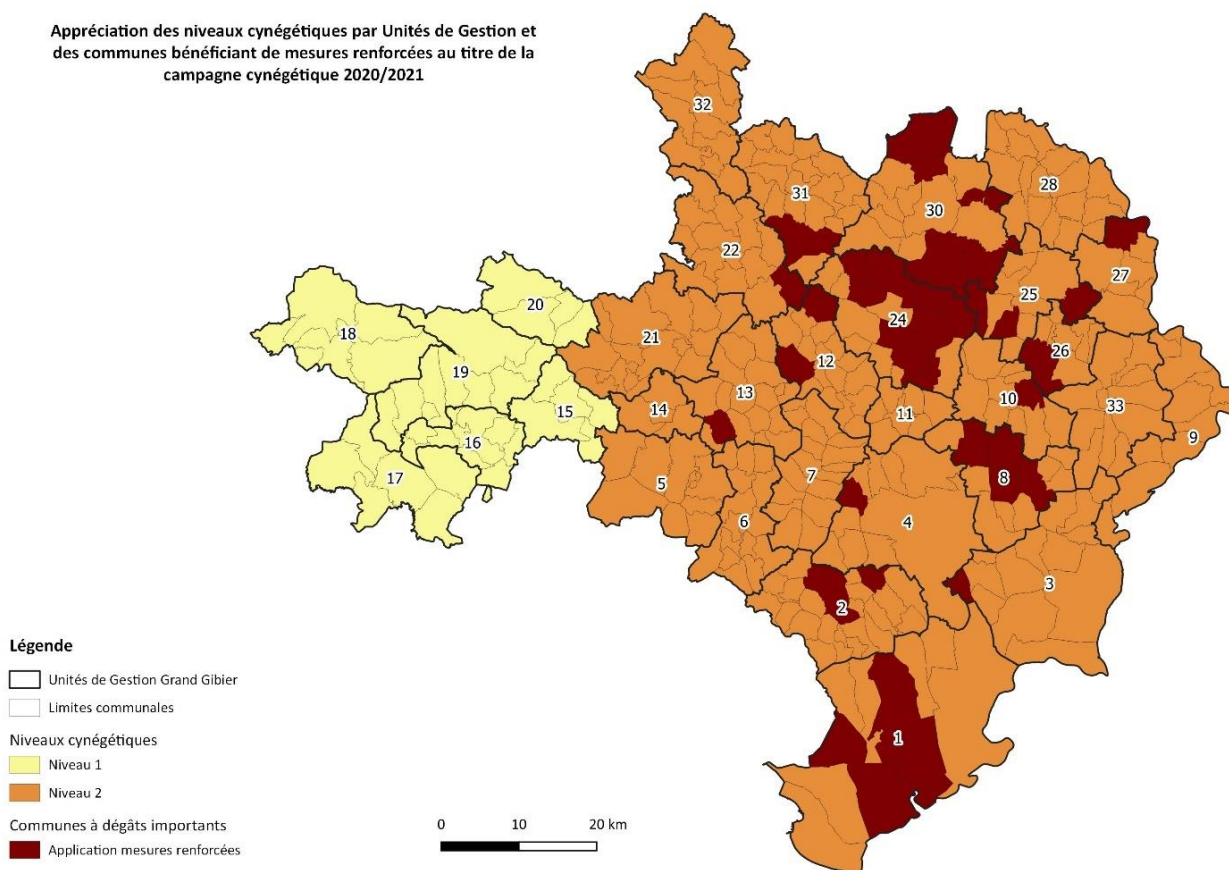 Appréciation des niveaux cynégétiques par Unités de Gestion et
des communes bénéficiant de mesures renforcées au titre de la
campagne cynégétique 2020/2021
32
31
28
30
22
27
20
25
18
24
21
26
19
12
13
10
33
14
15
11
9
16
17
5
7
8
6
4
3
2
1
Légende
Unités de Gestion Grand Gibier
Limites communales
Niveaux cynégétiques
Niveau 1
Niveau 2
Communes à dégâts importants
Application mesures renforcées
0 10 20 km